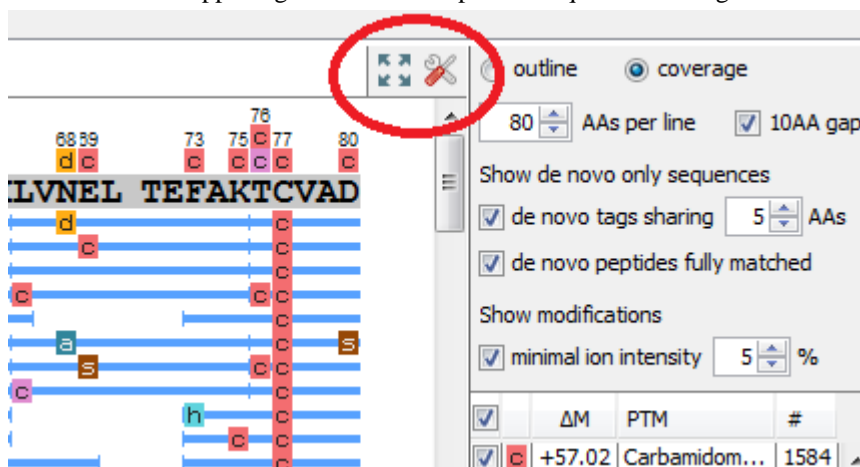 outline coverage
80 AAs per line 10AA gap
Show de novo only sequences
de novo tags sharing 5 AAs
de novo peptides fully matched
Show modifications
minimal ion intensity 5 %
ΔM PTM #
c +57.02 Carbamidom... 1584
76
68 69 73 75 c 77 80
d c c c c c c
LVNEL TEFAKTCVAD
d c
c c
c
c c c
c
a c s
s c c
c c
h c
c c
c